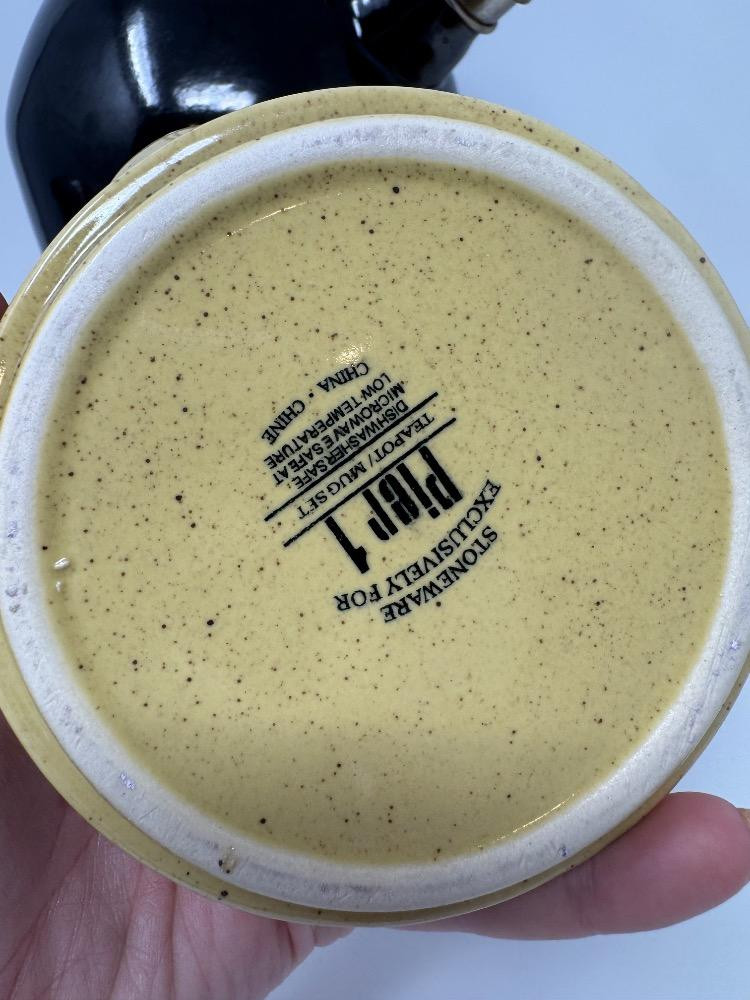 STONEWARE
EXCLUSIVELY FOR
Pier 1
TEAPOT/ MUG SET
DISHWASHER SAFE,
MICROWAVE SAFE AT
LOW TEMPERATURE
CHINA • CHINE